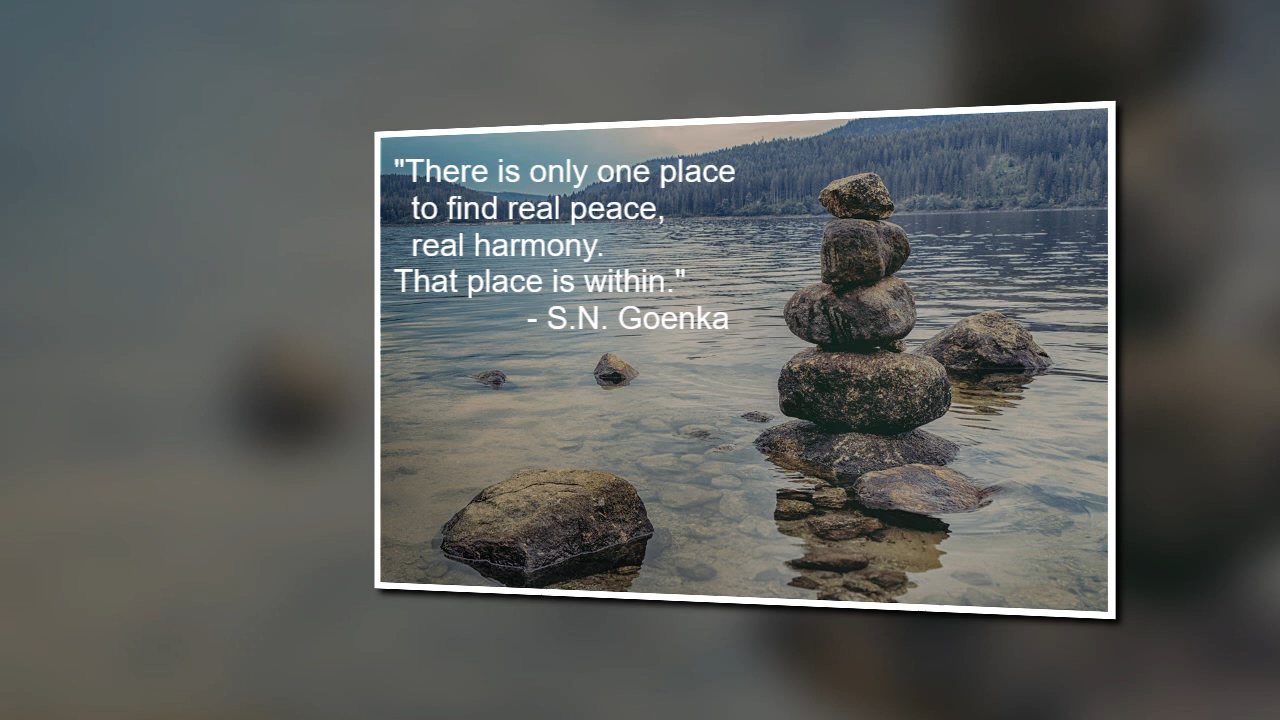 "There is only one place
to find real peace,
real harmony.
That place is within."
- S.N. Goenka